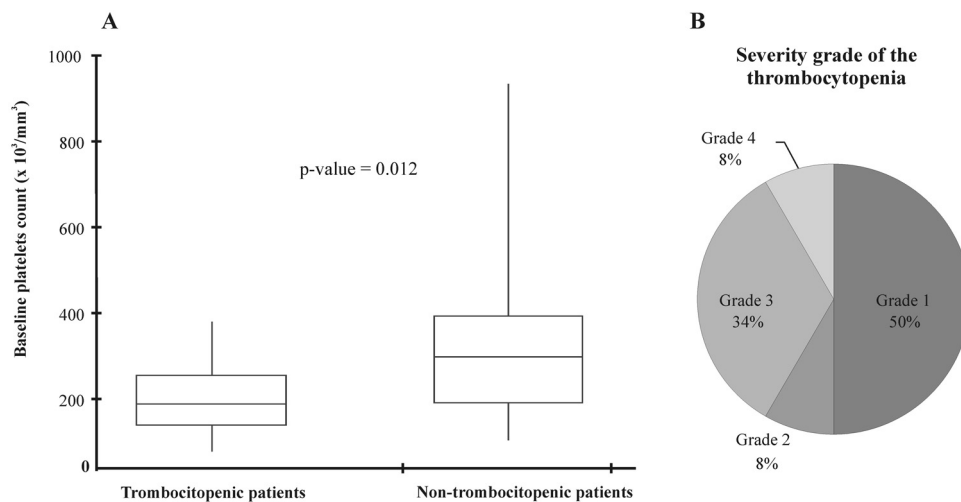 A
Baseline platelets count (x 10³/mm³)
1000
800
600
400
200
0
p-value = 0.012
Trombocitopenic patients
Non-trombocitopenic patients
B
Severity grade of the
thrombocytopenia
Grade 4
8%
Grade 3
34%
Grade 1
50%
Grade 2
8%